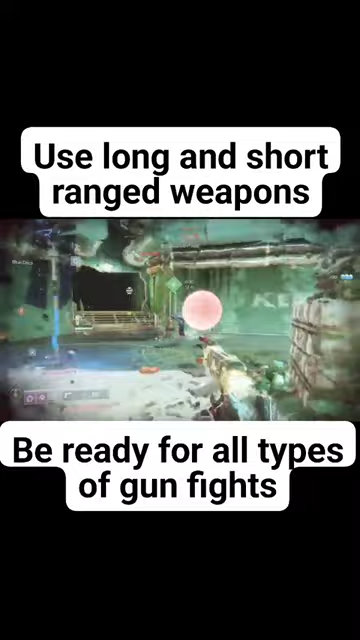 Use long and short
ranged weapons
Be ready for all types
of gun fights